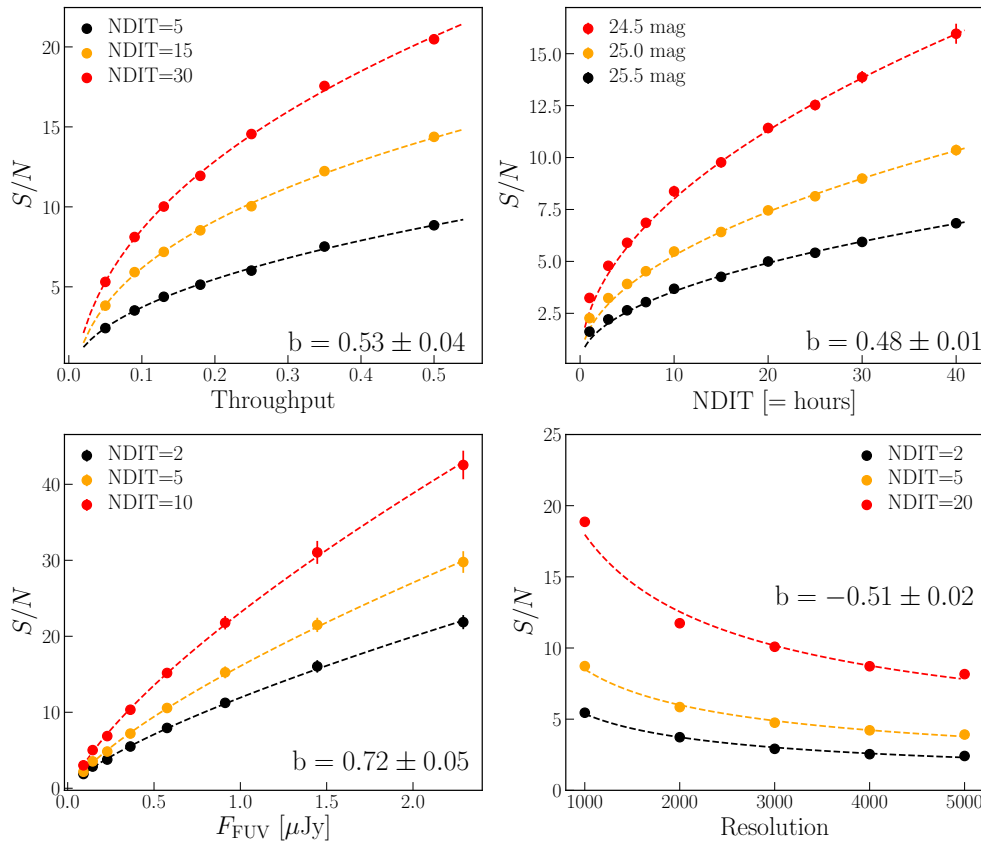 NDIT=5
NDIT=15
NDIT=30
20
15
10
5
S/N
b = 0.53 ± 0.04
0.0 0.1 0.2 0.3 0.4 0.5
Throughput
24.5 mag
25.0 mag
25.5 mag
15.0
12.5
10.0
7.5
5.0
2.5
S/N
b = 0.48 ± 0.01
0 10 20 30 40
NDIT [= hours]
NDIT=2
NDIT=5
NDIT=10
40
30
20
10
0
S/N
b = 0.72 ± 0.05
0.0 0.5 1.0 1.5 2.0
F_FUV [μJy]
NDIT=2
NDIT=5
NDIT=20
25
20
15
10
5
0
S/N
b = −0.51 ± 0.02
1000 2000 3000 4000 5000
Resolution